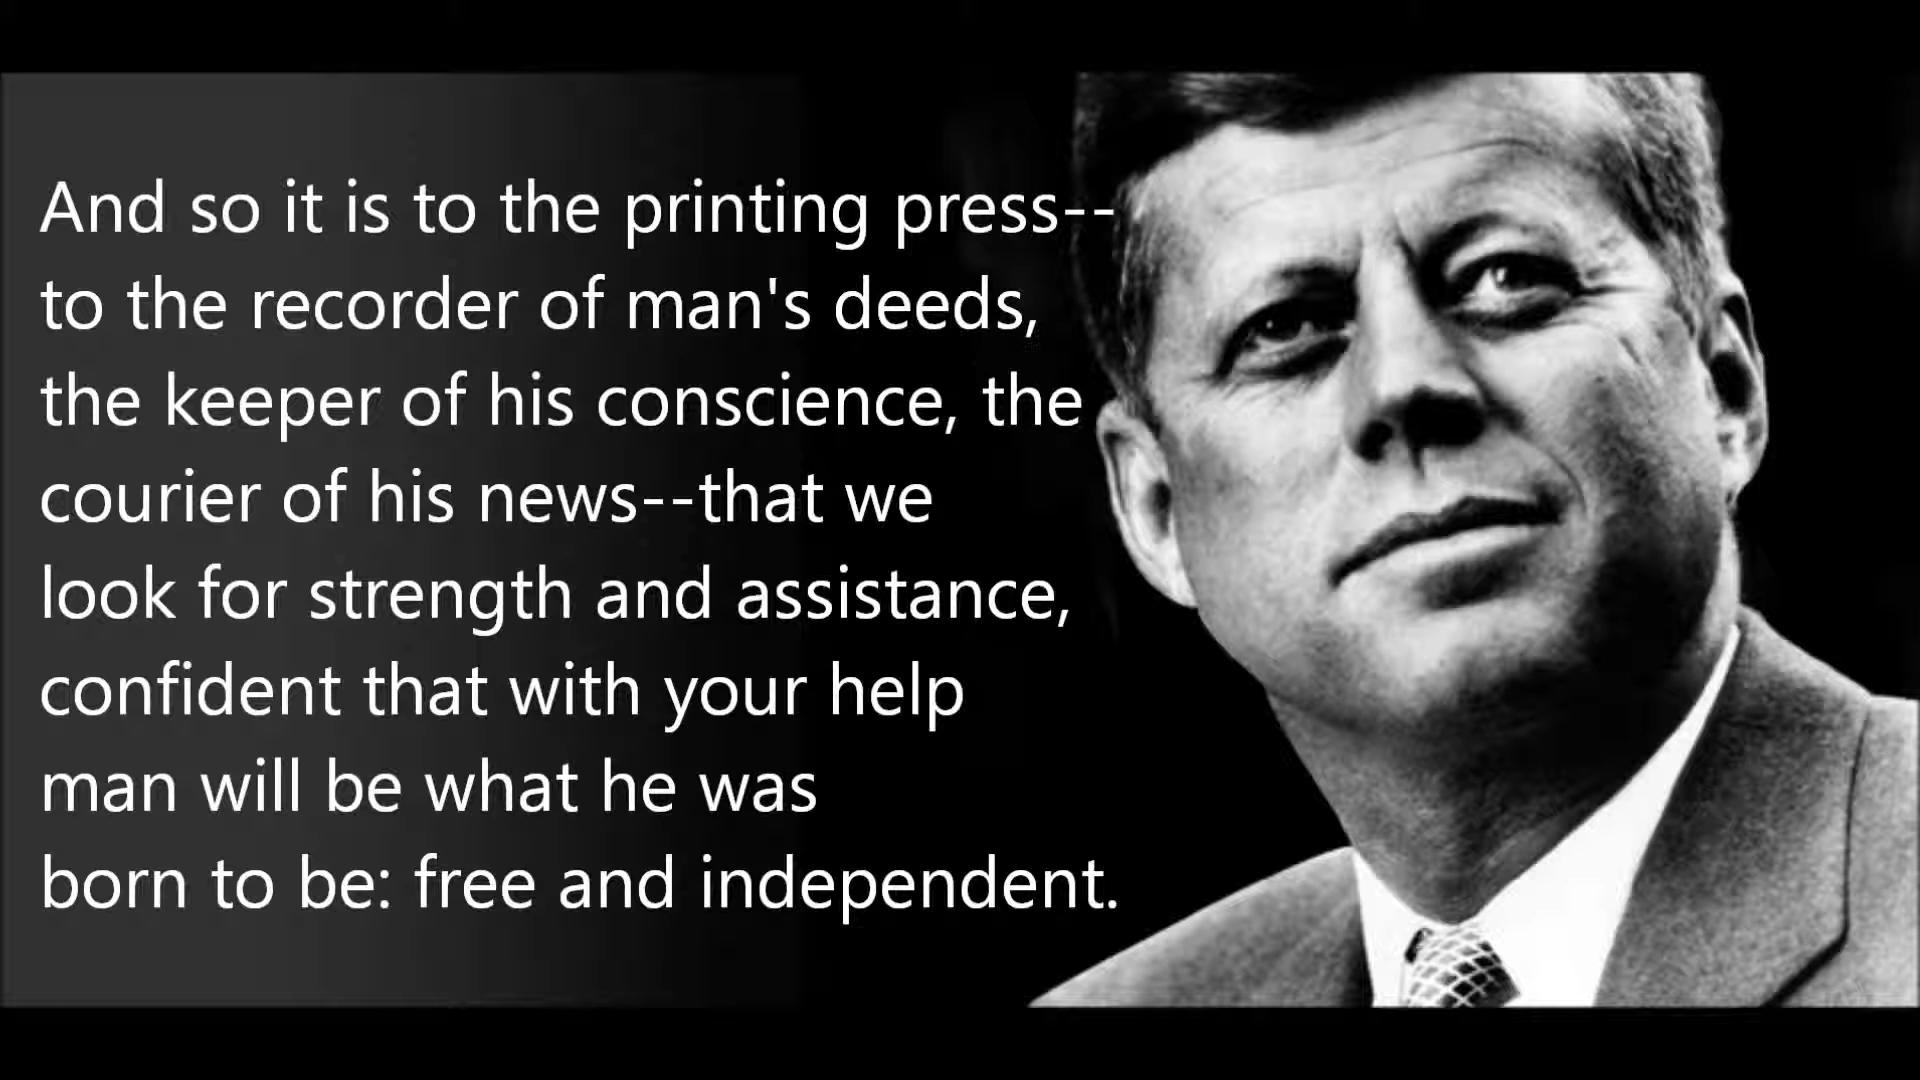 And so it is to the printing press--
to the recorder of man's deeds,
the keeper of his conscience, the
courier of his news--that we
look for strength and assistance,
confident that with your help
man will be what he was
born to be: free and independent.